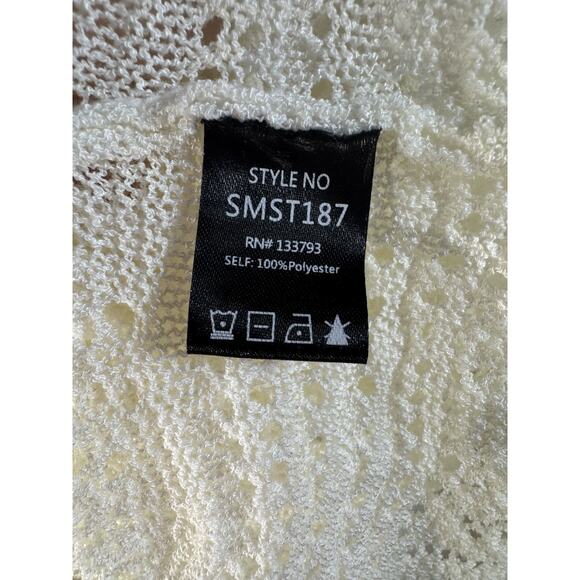 STYLE NO
SMST187
RN# 133793
SELF: 100%Polyester